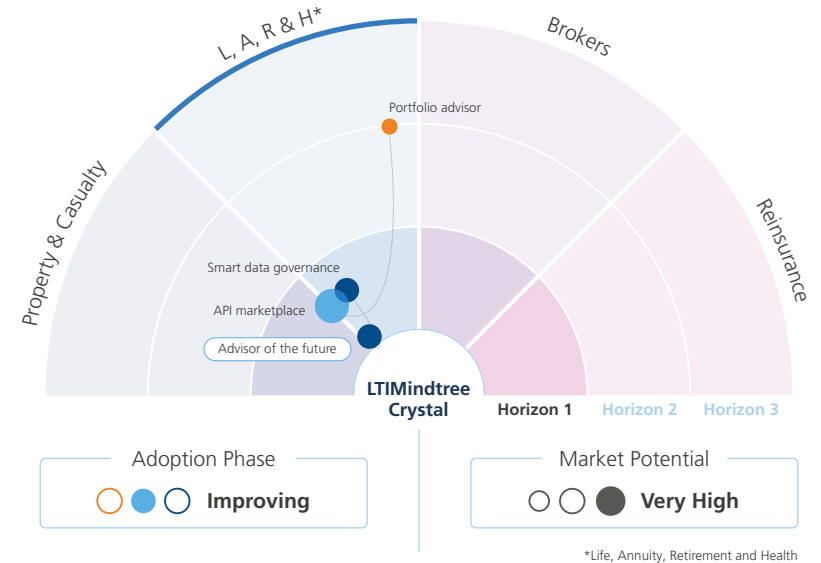 L, A, R & H*
Brokers
Property & Casualty
Reinsurance
Portfolio advisor
Smart data governance
API marketplace
Advisor of the future
LTIMindtree
Crystal
Horizon 1
Horizon 2
Horizon 3
Adoption Phase
Improving
Market Potential
Very High
*Life, Annuity, Retirement and Health